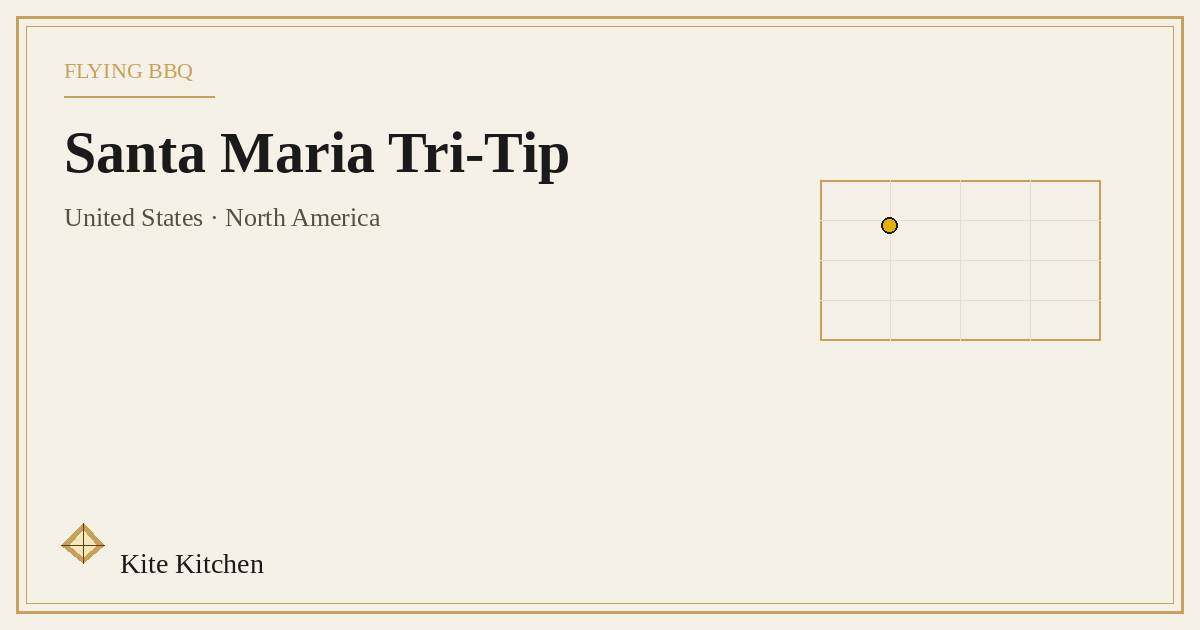 FLYING BBQ
Santa Maria Tri-Tip
United States · North America
Kite Kitchen